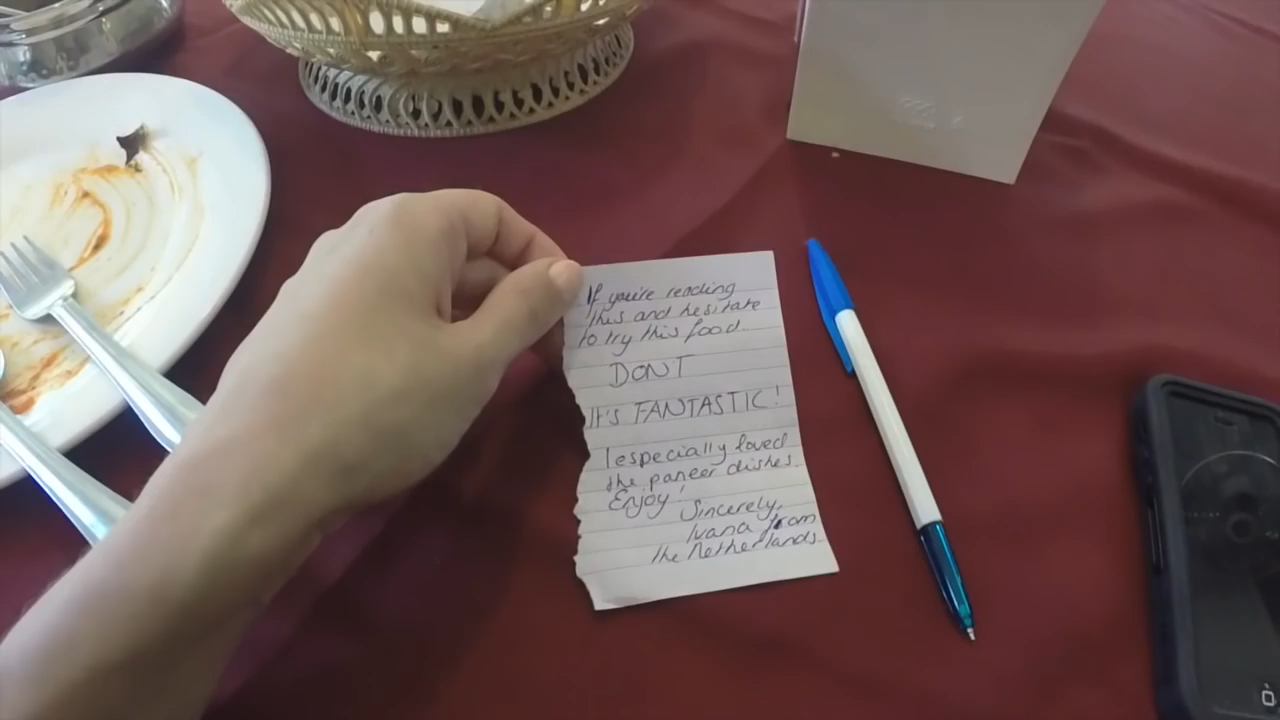 If you're reading
this and hesitate
to try this food.
DON'T
It's FANTASTIC!
I especially loved
the paneer dishes.
Enjoy!
Sincerely,
Ivana from
the Netherlands.